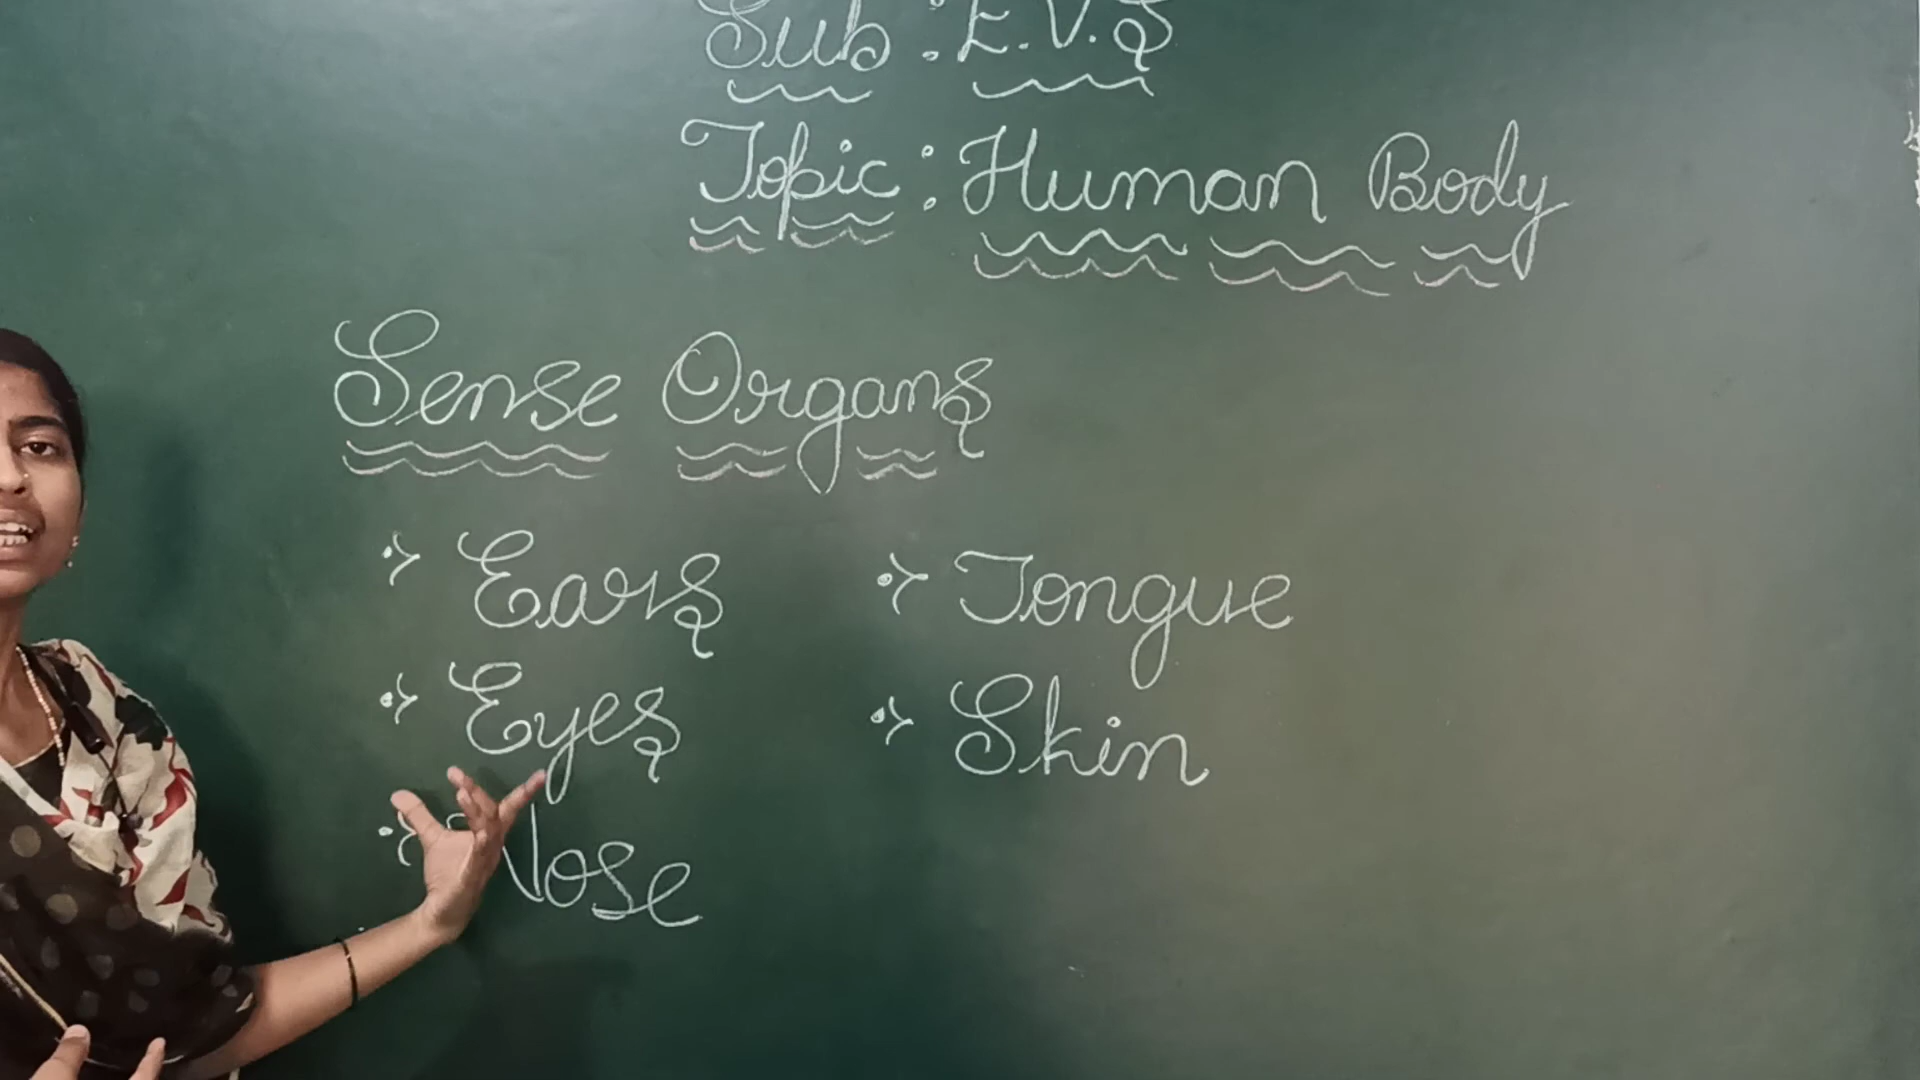 Sub : E.V.S
Topic : Human Body
Sense Organs
Ears
Eyes
Nose
Tongue
Skin